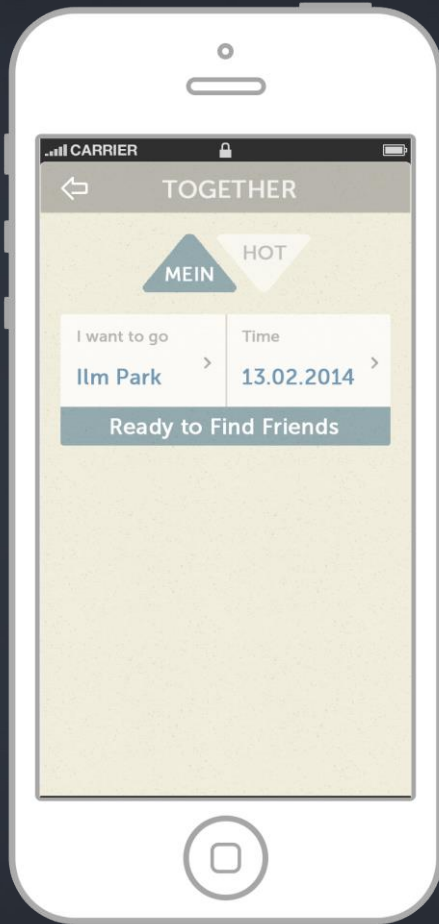 CARRIER
TOGETHER
HOT
MEIN
I want to go
Time
Ilm Park
13.02.2014
Ready to Find Friends